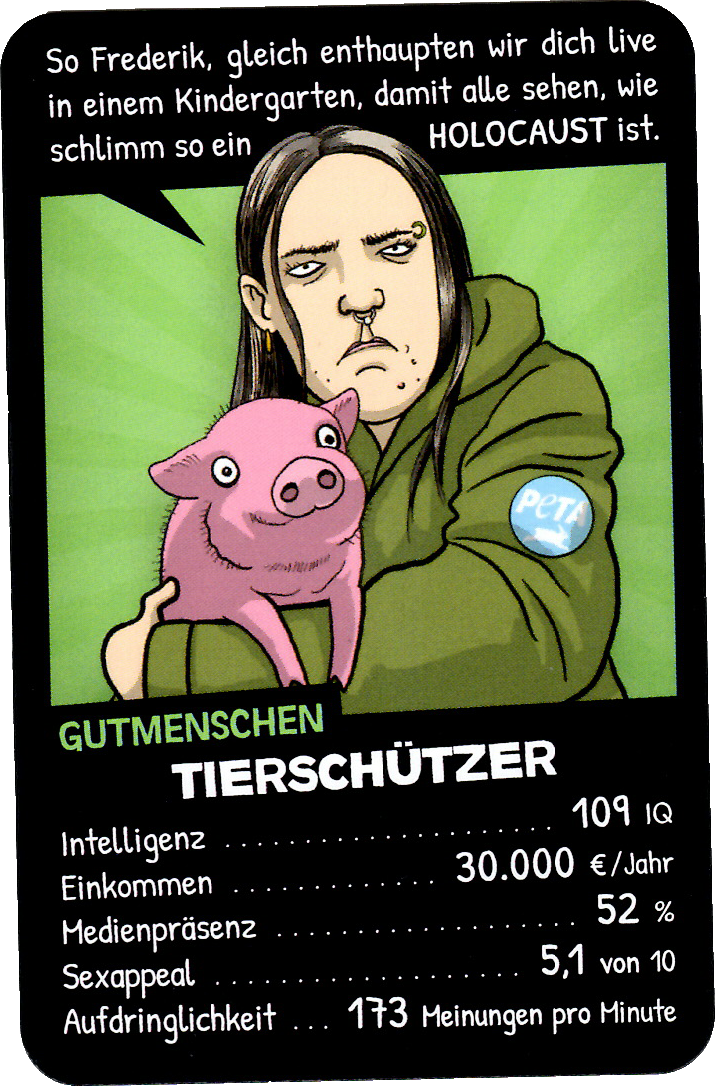 So Frederik, gleich enthaupten wir dich live
in einem Kindergarten, damit alle sehen, wie
schlimm so ein HOLOCAUST ist.
PETA
GUTMENSCHEN
TIERSCHÜTZER
Intelligenz ........................ 109 IQ
Einkommen ............. 30.000 €/Jahr
Medienpräsenz ................... 52 %
Sexappeal ................... 5,1 von 10
Aufdringlichkeit ... 173 Meinungen pro Minute